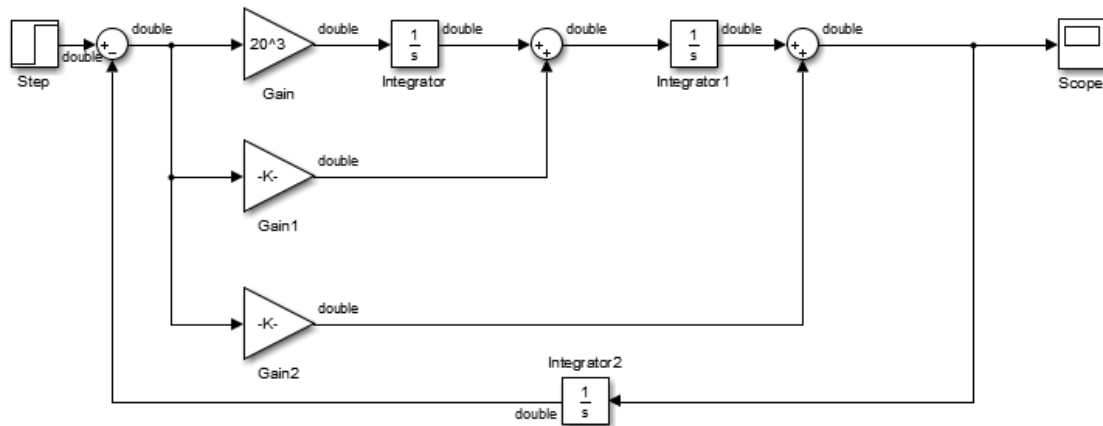 double double double double double double
+ − 20^3 1/s + + 1/s + +
double
Step Gain Integrator Integrator1 Scope
double
-K-
Gain1
double
-K-
Gain2
Integrator2
1/s
double